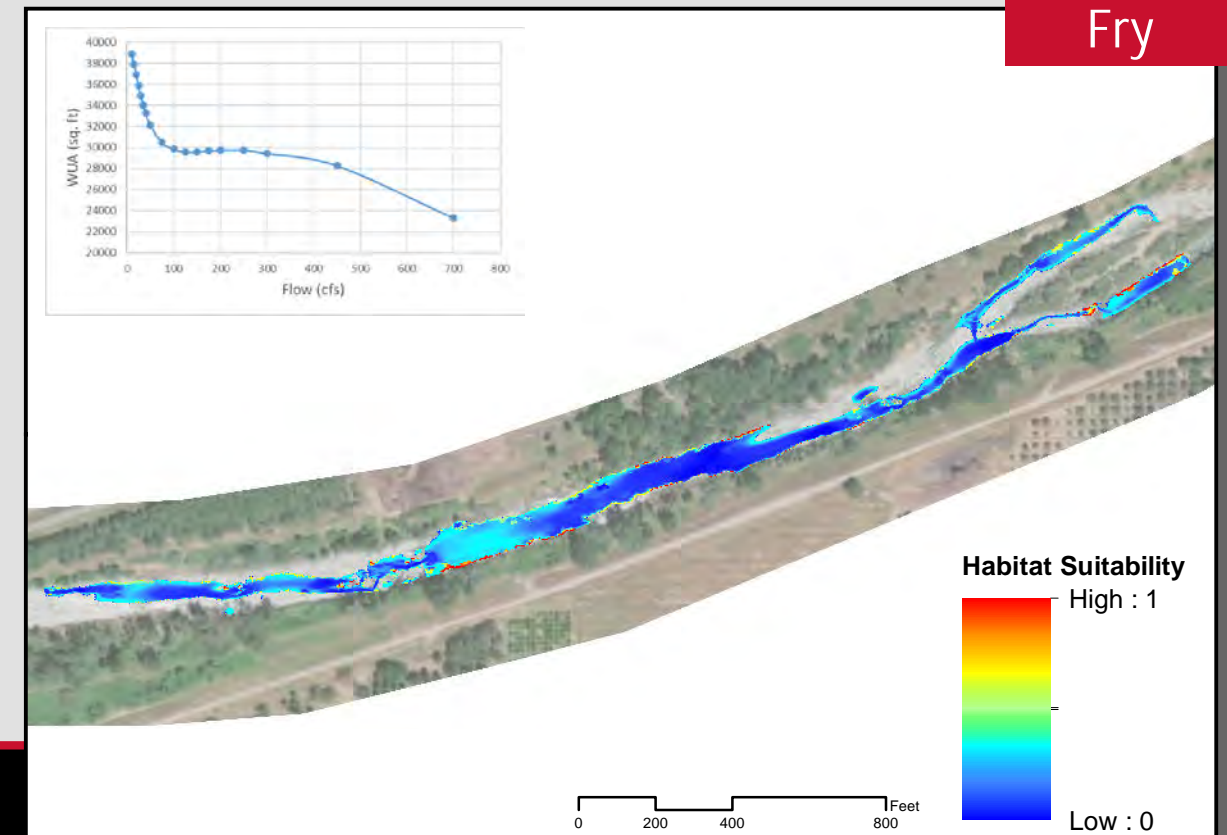 Fry
40000
38000
36000
34000
32000
30000
28000
26000
24000
22000
20000
WUA (sq. ft)
0 100 200 300 400 500 600 700 800
Flow (cfs)
Habitat Suitability
High : 1
Low : 0
Feet
0 200 400 800